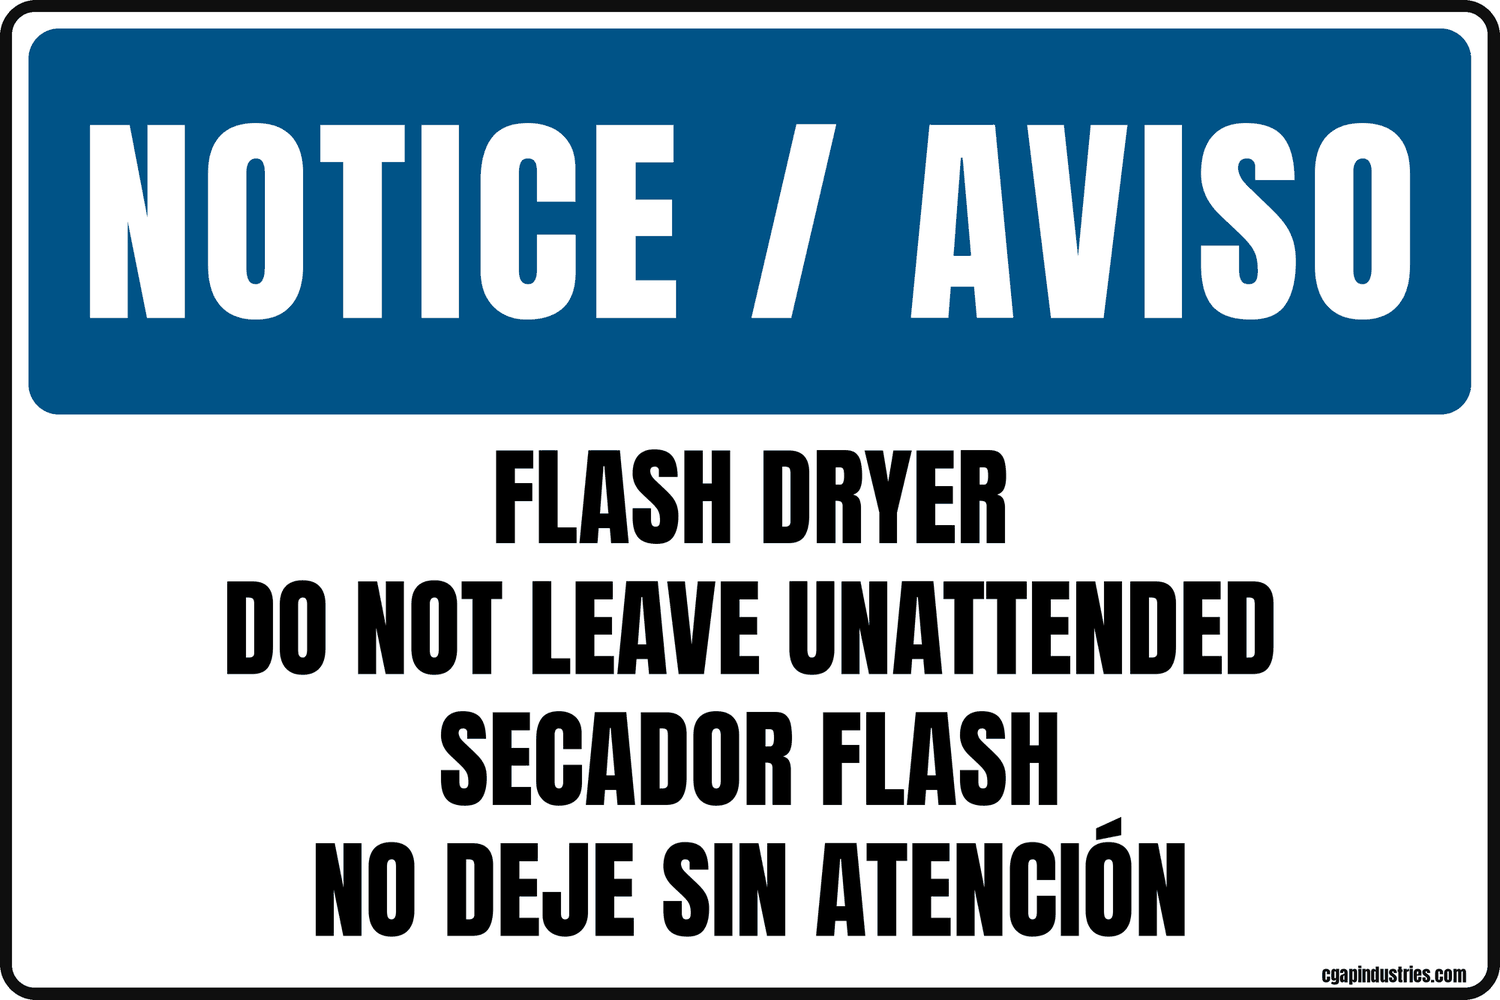 NOTICE / AVISO
FLASH DRYER
DO NOT LEAVE UNATTENDED
SECADOR FLASH
NO DEJE SIN ATENCIÓN
cgapindustries.com